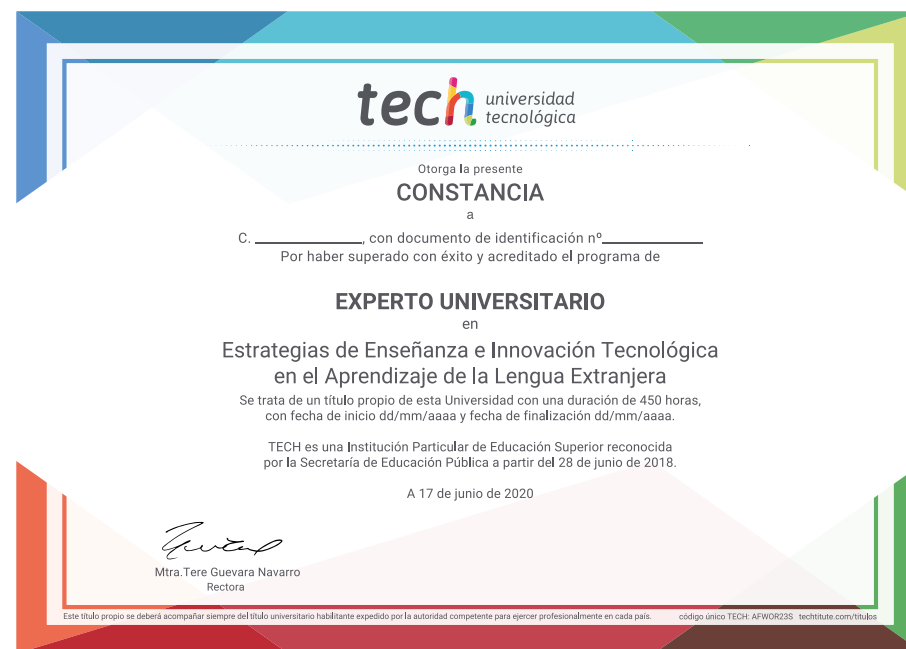 tech universidad
tecnológica
Otorga la presente
CONSTANCIA
a
C. ____________, con documento de identificación nº____________
Por haber superado con éxito y acreditado el programa de
EXPERTO UNIVERSITARIO
en
Estrategias de Enseñanza e Innovación Tecnológica
en el Aprendizaje de la Lengua Extranjera
Se trata de un título propio de esta Universidad con una duración de 450 horas,
con fecha de inicio dd/mm/aaaa y fecha de finalización dd/mm/aaaa.
TECH es una Institución Particular de Educación Superior reconocida
por la Secretaría de Educación Pública a partir del 28 de junio de 2018.
A 17 de junio de 2020
Mtra.Tere Guevara Navarro
Rectora
Este título propio se deberá acompañar siempre del título universitario habilitante expedido por la autoridad competente para ejercer profesionalmente en cada país. código único TECH: AFWOR23S techtitute.com/titulos